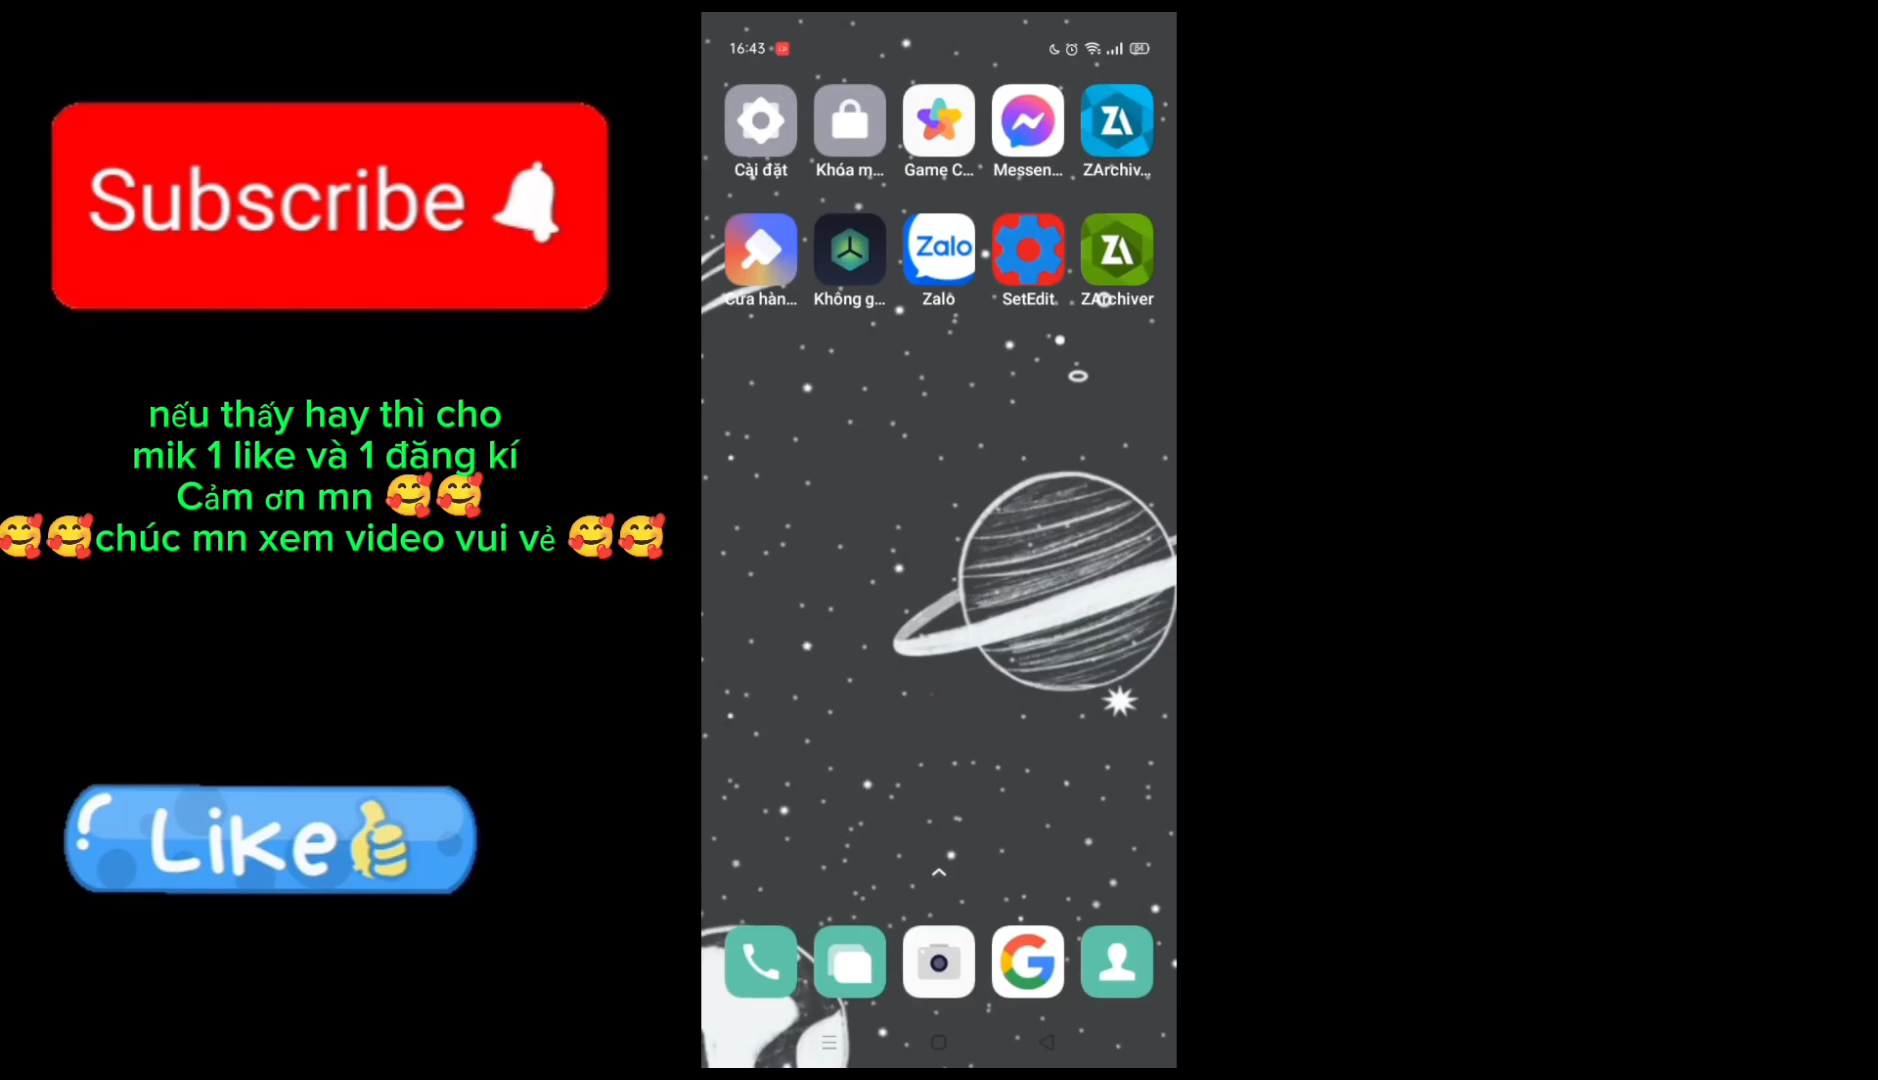 Subscribe
nếu thấy hay thì cho
mik 1 like và 1 đăng kí
Cảm ơn mn 🥰🥰
🥰🥰chúc mn xem video vui vẻ 🥰🥰
Like
16:43
84
Cài đặt
Khóa m...
Game C...
Messen...
ZArchiv...
Cửa hàn...
Không g...
Zalo
Zalo
SetEdit
ZArchiver